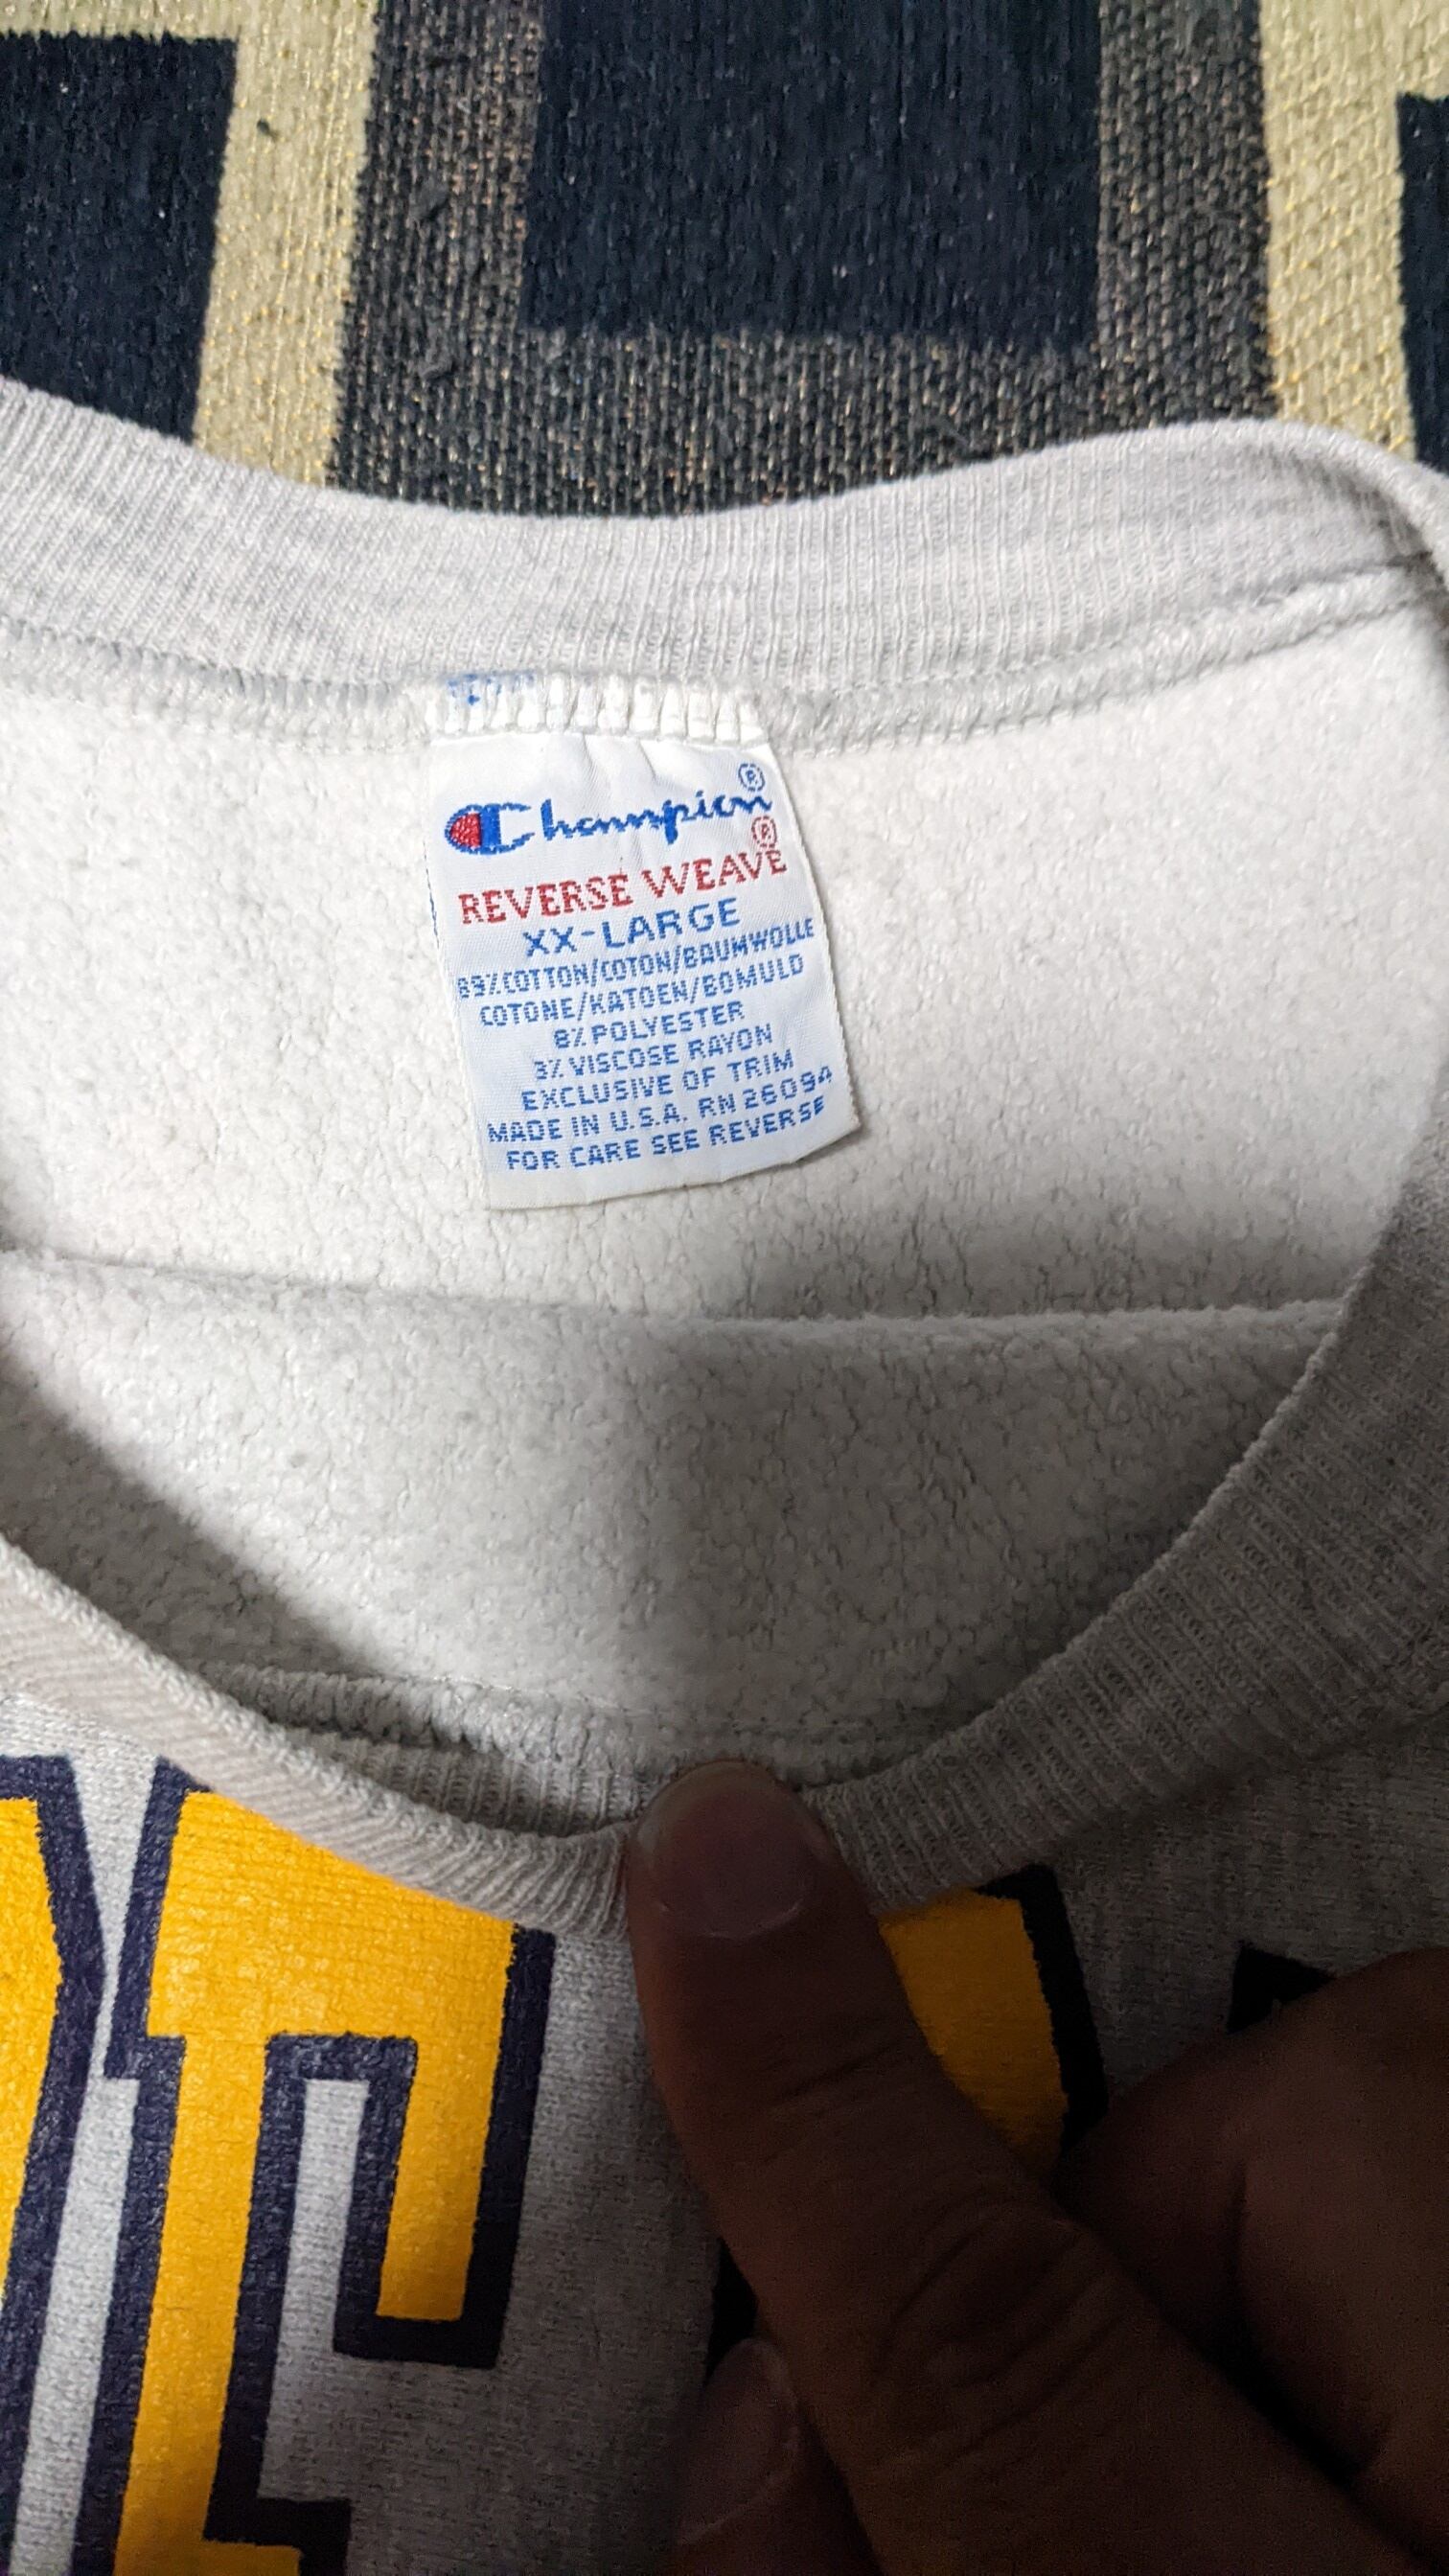 Champion®
REVERSE WEAVE®
XX-LARGE
89% COTTON/COTON/BAUMWOLLE
COTONE/KATOEN/BOMULD
8% POLYESTER
3% VISCOSE RAYON
EXCLUSIVE OF TRIM
MADE IN U.S.A. RN 26094
FOR CARE SEE REVERSE